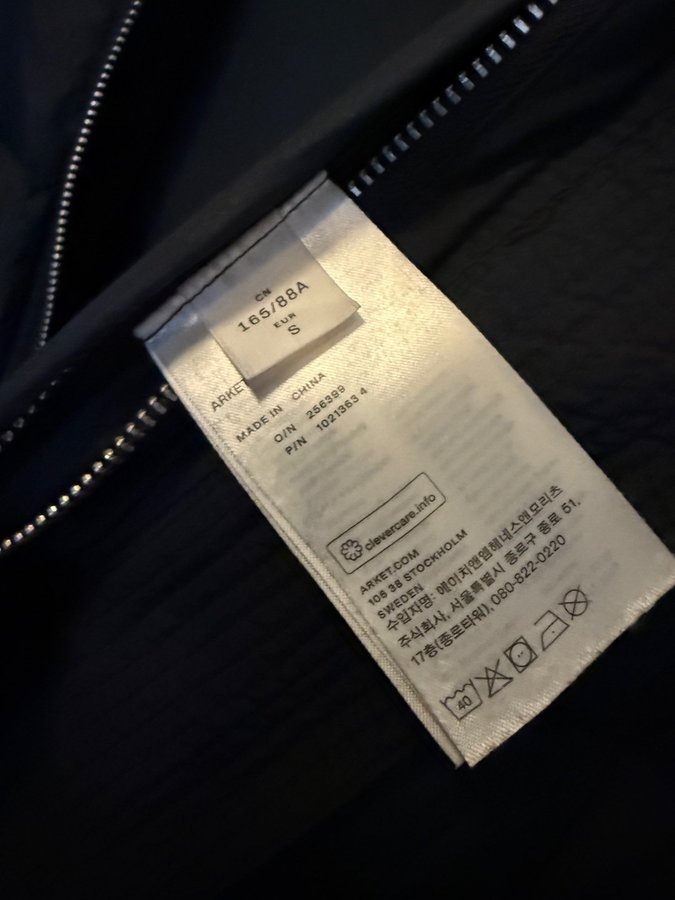 CN
165/88A
EUR
S
ARKET
MADE IN CHINA
O/N 256399
P/N 1021363 4
clevercare.info
ARKET.COM
106 38 STOCKHOLM
SWEDEN
수입자명: 에이치앤엠헤네스앤모리츠
주식회사, 서울특별시 종로구 종로 51,
17층(종로타워), 080-822-0220
40